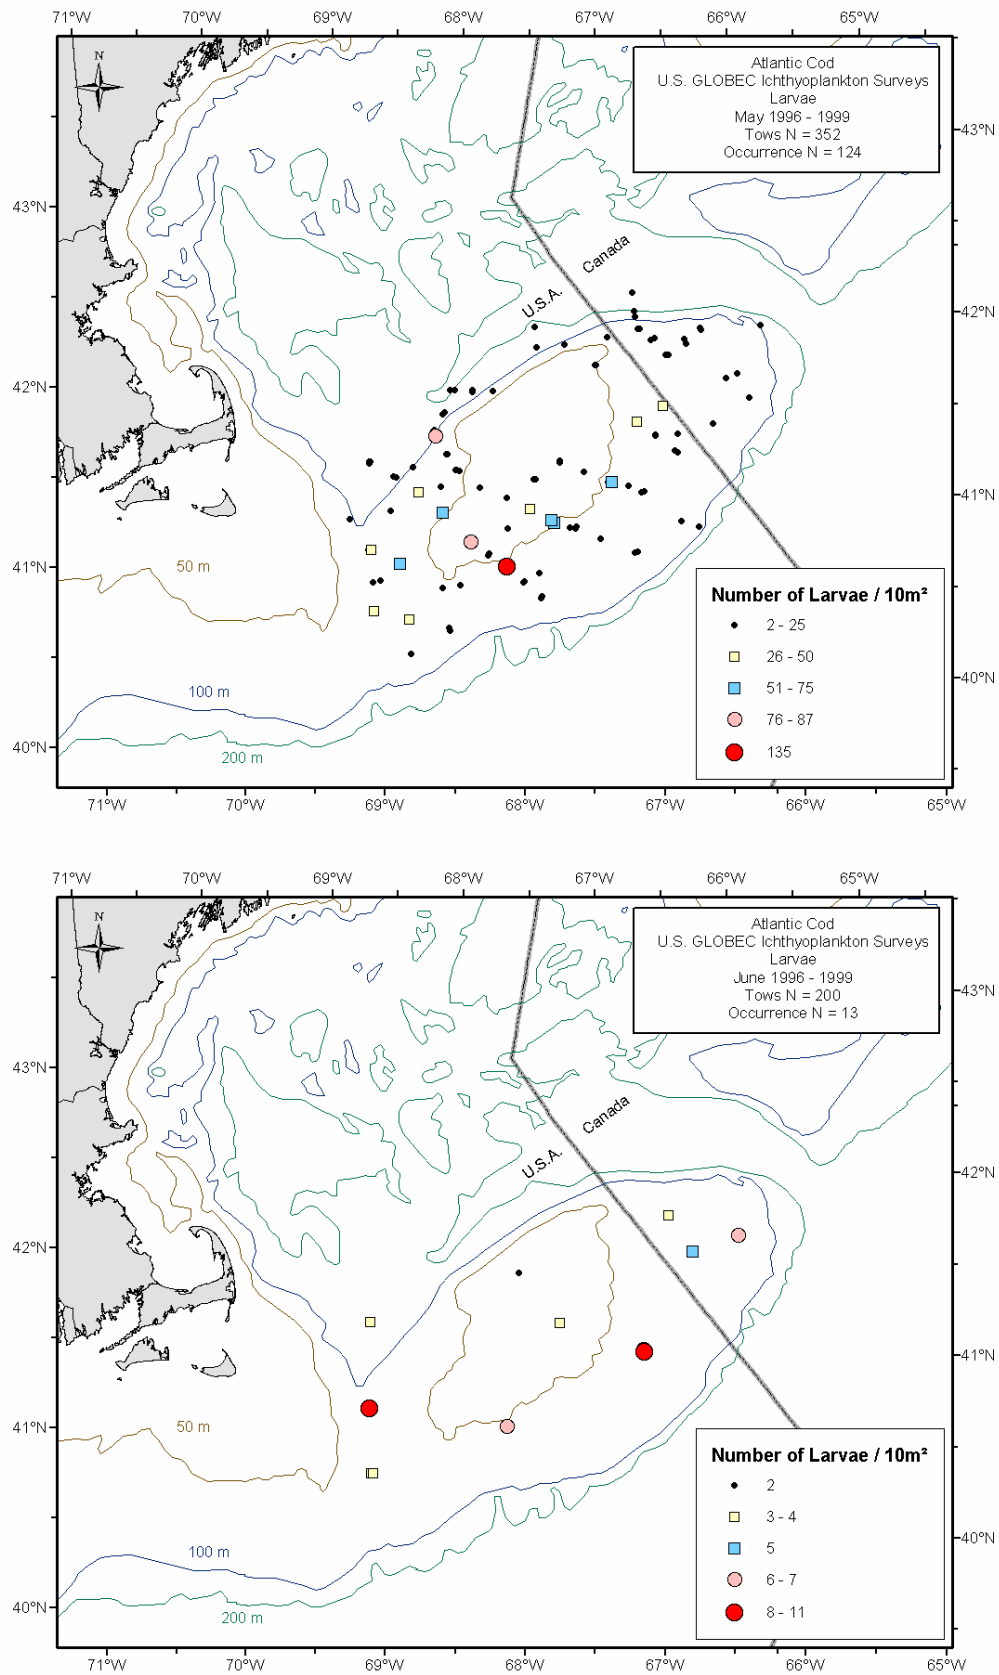 71°W 70°W 69°W 68°W 67°W 66°W 65°W
N
Atlantic Cod
U.S. GLOBEC Ichthyoplankton Surveys
Larvae
May 1996 - 1999
Tows N = 352
Occurrence N = 124
43°N
43°N
Canada
U.S.A.
42°N
42°N
41°N
41°N
50 m
Number of Larvae / 10m²
2 - 25
26 - 50
51 - 75
76 - 87
135
40°N
100 m
40°N
200 m
71°W 70°W 69°W 68°W 67°W 66°W 65°W
71°W 70°W 69°W 68°W 67°W 66°W 65°W
N
Atlantic Cod
U.S. GLOBEC Ichthyoplankton Surveys
Larvae
June 1996 - 1999
Tows N = 200
Occurrence N = 13
43°N
43°N
Canada
U.S.A.
42°N
42°N
41°N
41°N
50 m
Number of Larvae / 10m²
2
3 - 4
5
6 - 7
8 - 11
40°N
100 m
40°N
200 m
71°W 70°W 69°W 68°W 67°W 66°W 65°W